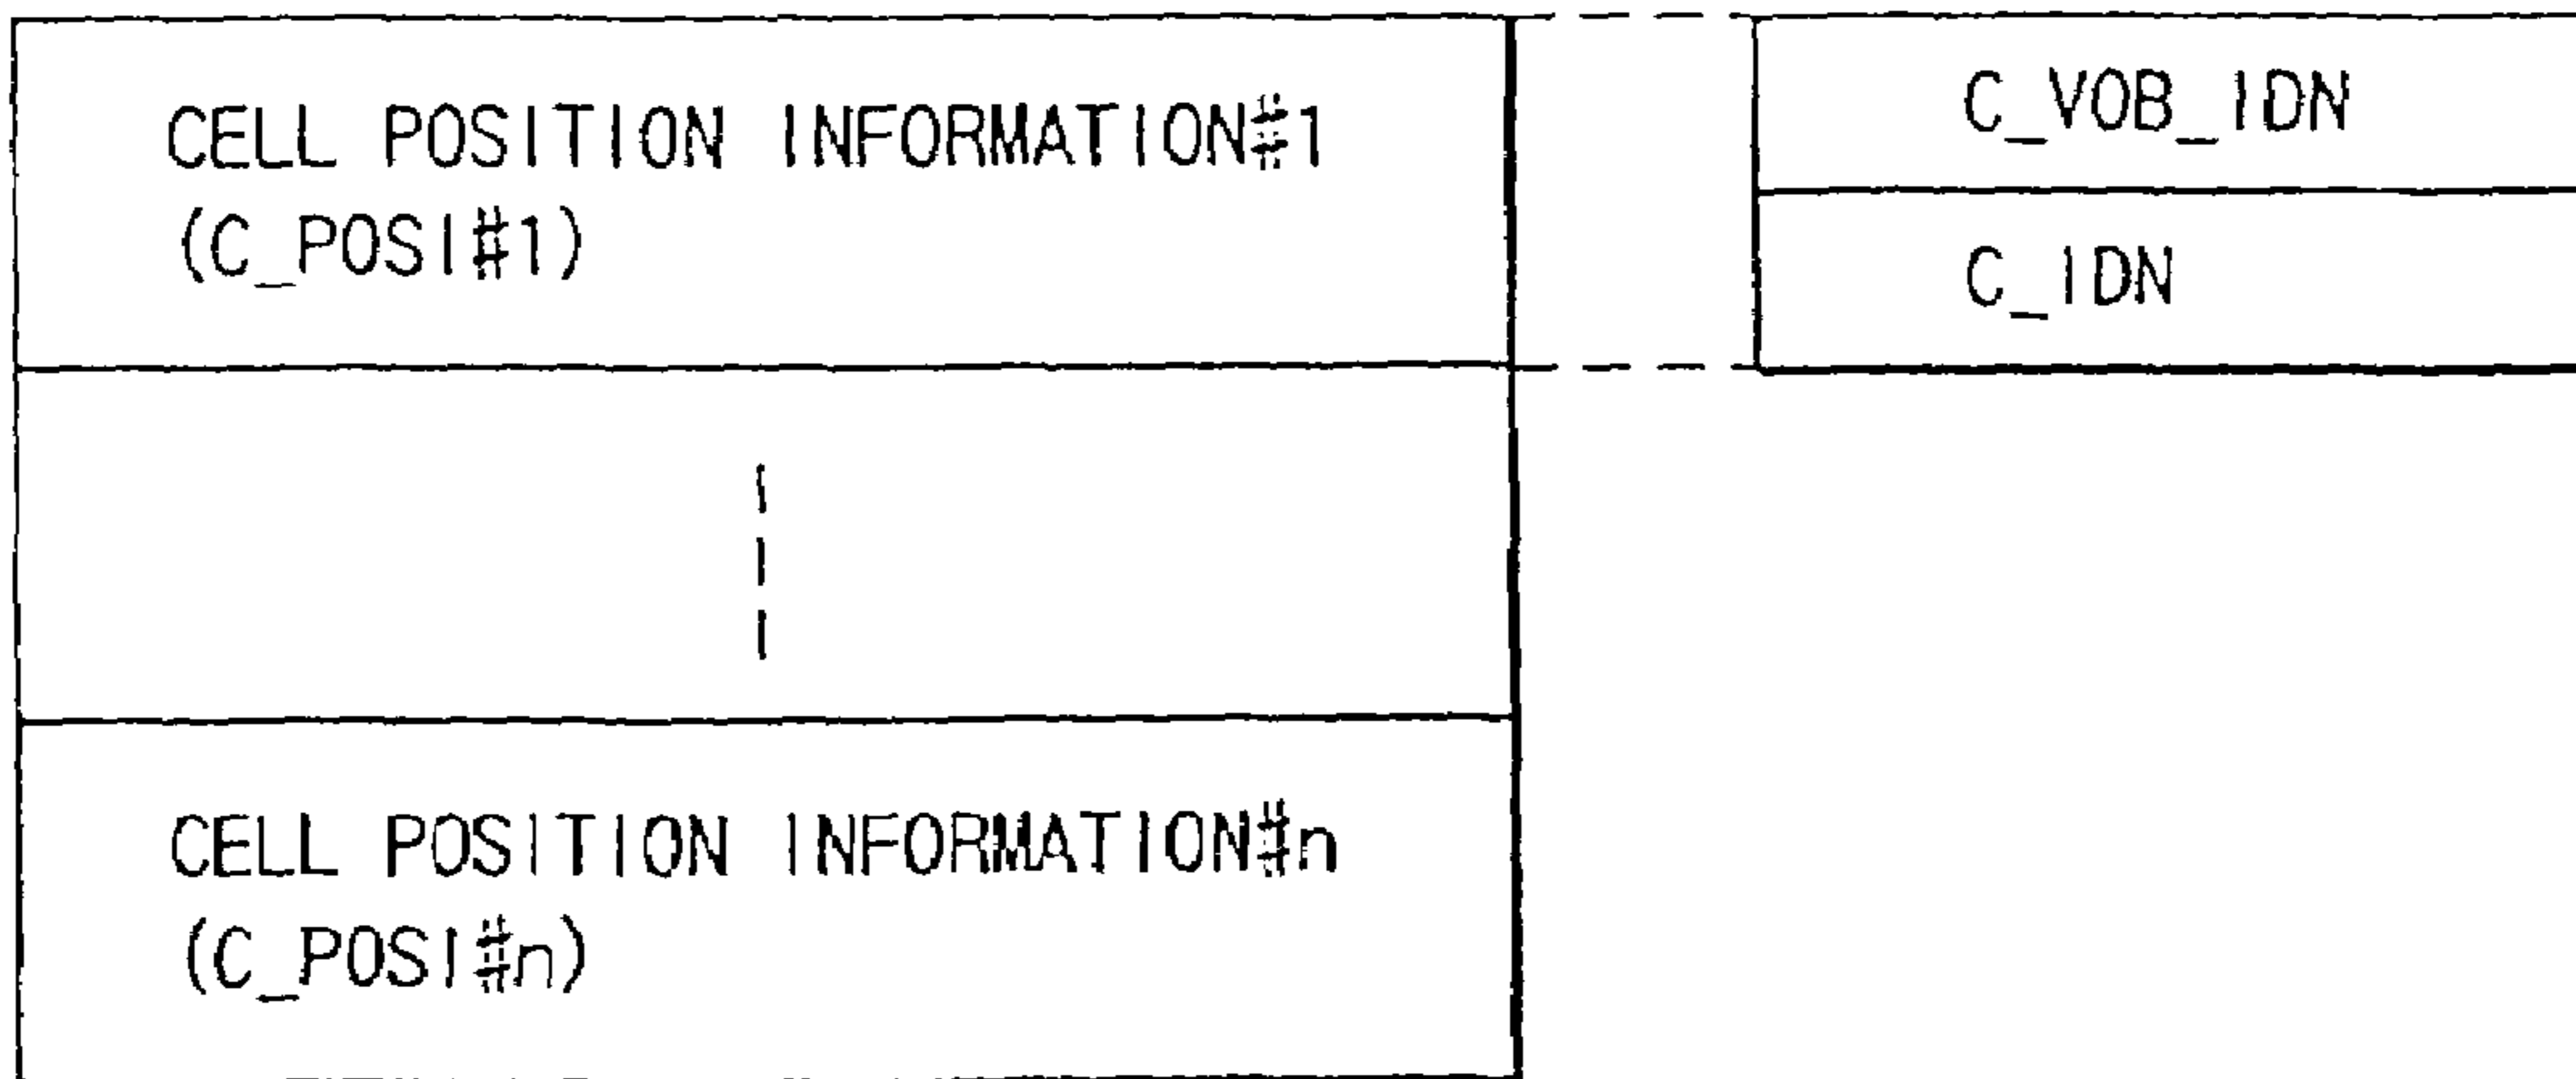 CELL POSITION INFORMATION#1
(C_POSI#1)
C_VOB_IDN
C_IDN
CELL POSITION INFORMATION#n
(C_POSI#n)